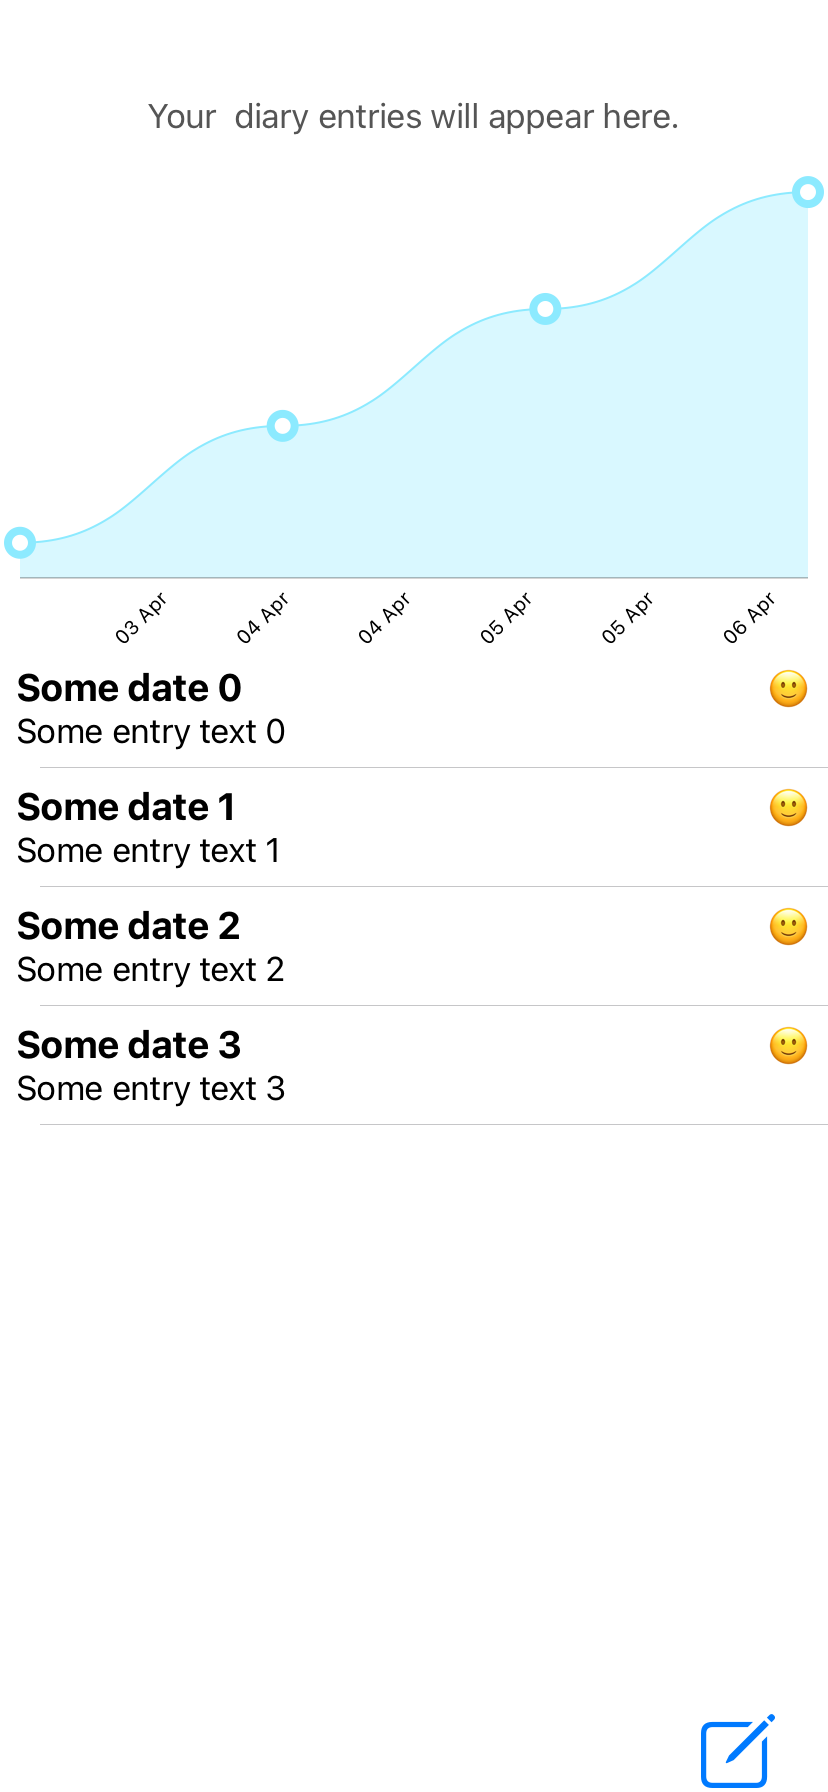 Your  diary entries will appear here.
03 Apr
04 Apr
04 Apr
05 Apr
05 Apr
06 Apr
Some date 0
Some entry text 0
Some date 1
Some entry text 1
Some date 2
Some entry text 2
Some date 3
Some entry text 3